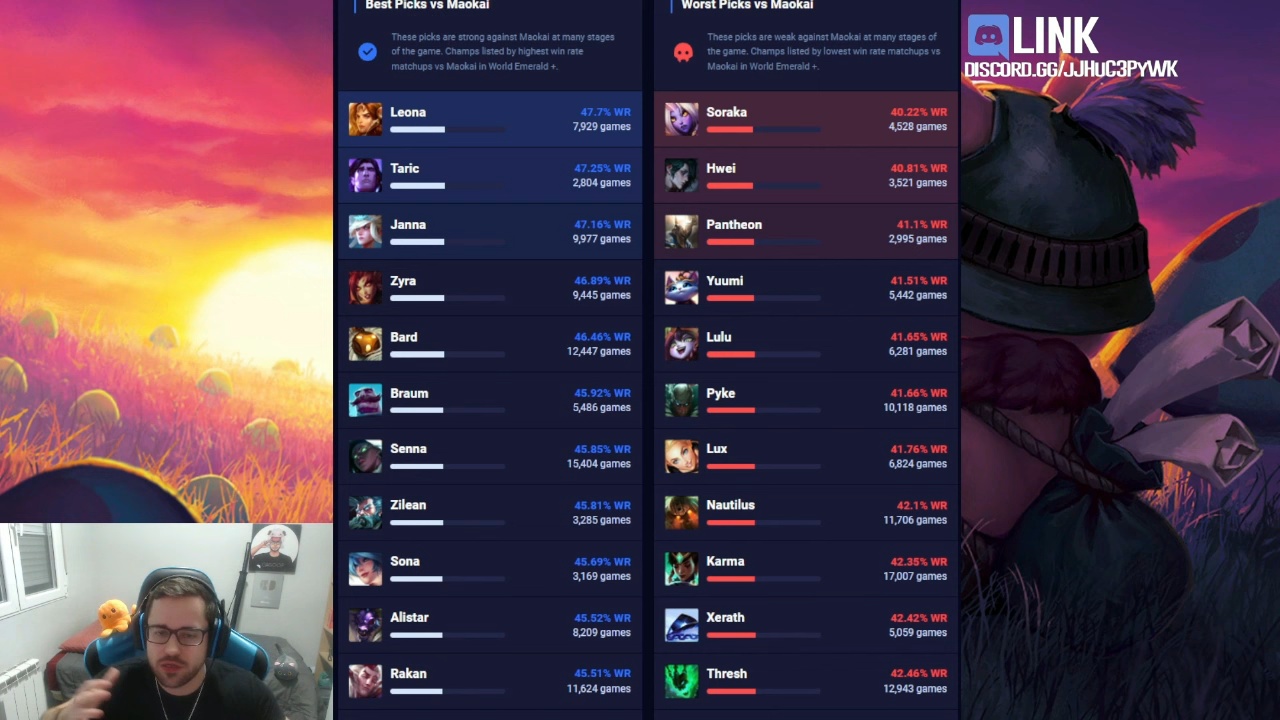 Best Picks vs Maokai
These picks are strong against Maokai at many stages
of the game. Champs listed by highest win rate
matchups vs Maokai in World Emerald +.
Leona
47.7% WR
7,929 games
Taric
47.25% WR
2,804 games
Janna
47.16% WR
9,977 games
Zyra
46.89% WR
9,445 games
Bard
46.46% WR
12,447 games
Braum
45.92% WR
5,486 games
Senna
45.85% WR
15,404 games
Zilean
45.81% WR
3,285 games
Sona
45.69% WR
3,169 games
Alistar
45.52% WR
8,209 games
Rakan
45.51% WR
11,624 games
Worst Picks vs Maokai
These picks are weak against Maokai at many stages of
the game. Champs listed by lowest win rate matchups vs
Maokai in World Emerald +.
Soraka
40.22% WR
4,528 games
Hwei
40.81% WR
3,521 games
Pantheon
41.1% WR
2,995 games
Yuumi
41.51% WR
5,442 games
Lulu
41.65% WR
6,281 games
Pyke
41.66% WR
10,118 games
Lux
41.76% WR
6,824 games
Nautilus
42.1% WR
11,706 games
Karma
42.35% WR
17,007 games
Xerath
42.42% WR
5,059 games
Thresh
42.46% WR
12,943 games
LINK
DISCORD.GG/JJHuC3PYWK